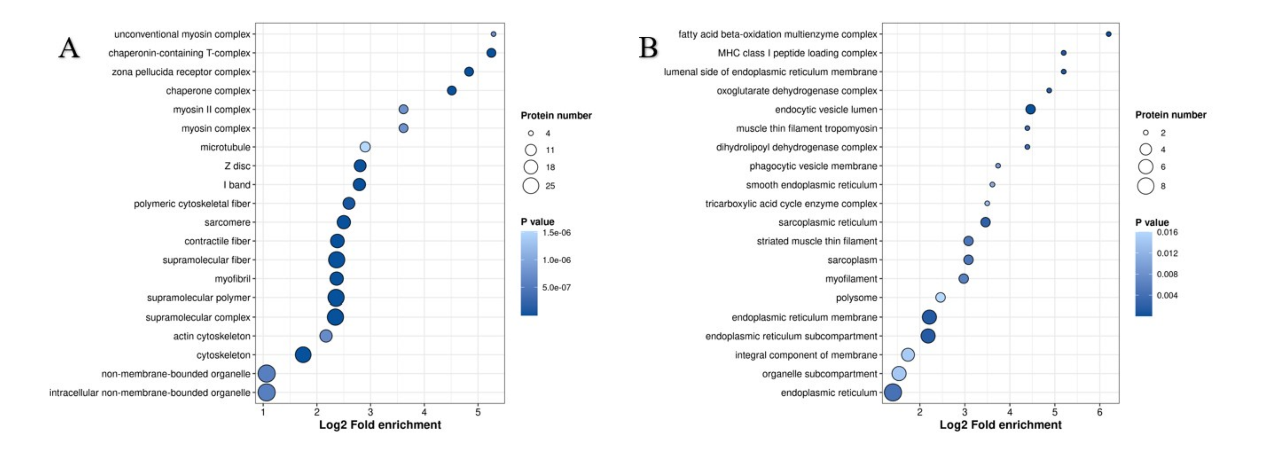 A
unconventional myosin complex
chaperonin-containing T-complex
zona pellucida receptor complex
chaperone complex
myosin II complex
myosin complex
microtubule
Z disc
I band
polymeric cytoskeletal fiber
sarcomere
contractile fiber
supramolecular fiber
myofibril
supramolecular polymer
supramolecular complex
actin cytoskeleton
cytoskeleton
non-membrane-bounded organelle
intracellular non-membrane-bounded organelle
1 2 3 4 5
Log2 Fold enrichment
Protein number
4
11
18
25
P value
1.5e-06
1.0e-06
5.0e-07
B
fatty acid beta-oxidation multienzyme complex
MHC class I peptide loading complex
lumenal side of endoplasmic reticulum membrane
oxoglutarate dehydrogenase complex
endocytic vesicle lumen
muscle thin filament tropomyosin
dihydrolipoyl dehydrogenase complex
phagocytic vesicle membrane
smooth endoplasmic reticulum
tricarboxylic acid cycle enzyme complex
sarcoplasmic reticulum
striated muscle thin filament
sarcoplasm
myofilament
polysome
endoplasmic reticulum membrane
endoplasmic reticulum subcompartment
integral component of membrane
organelle subcompartment
endoplasmic reticulum
2 3 4 5 6
Log2 Fold enrichment
Protein number
2
4
6
8
P value
0.016
0.012
0.008
0.004